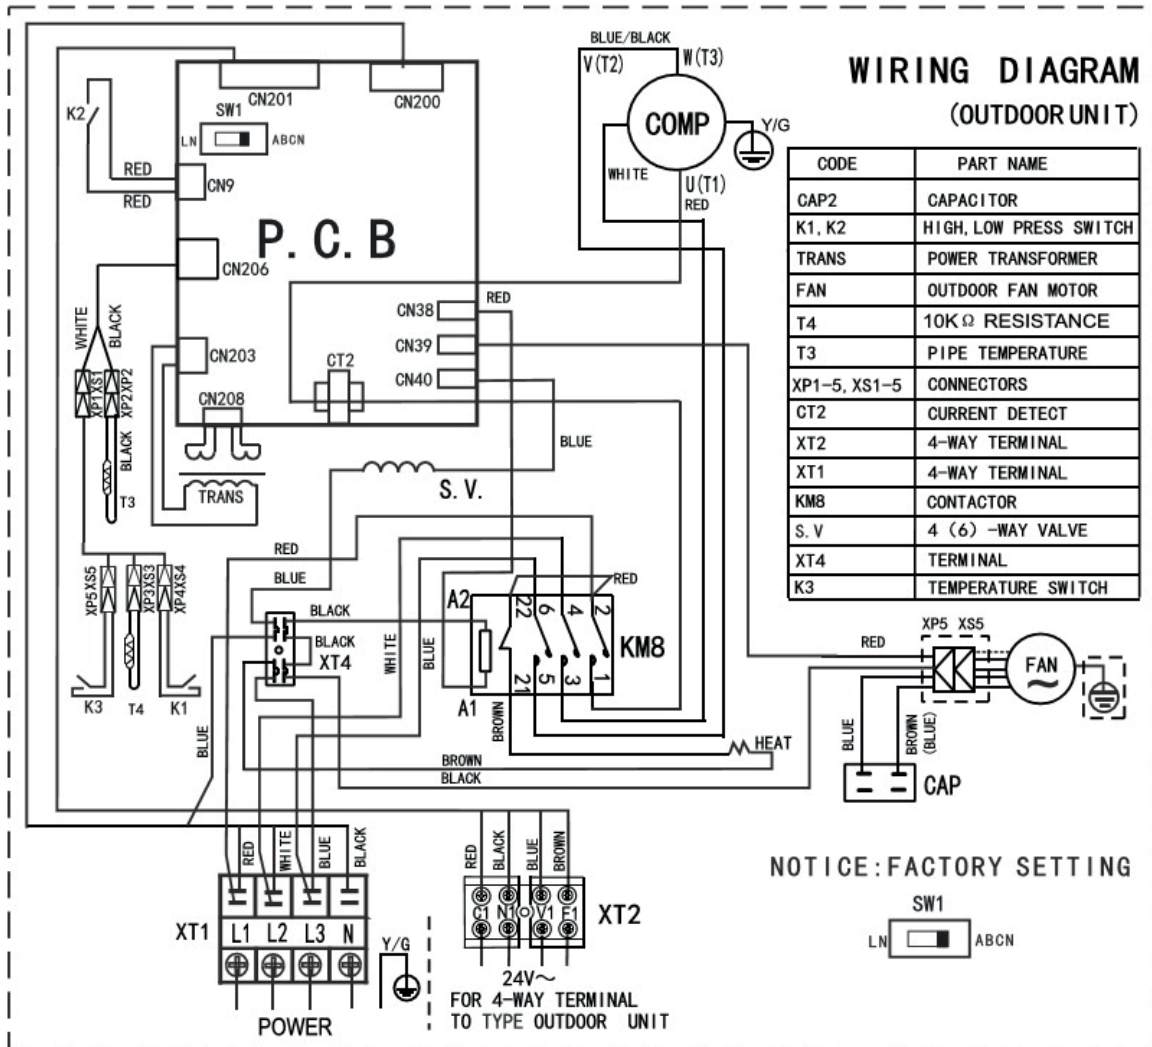 WIRING DIAGRAM
(OUTDOOR UNIT)
CODE PART NAME
CAP2 CAPACITOR
K1, K2 HIGH, LOW PRESS SWITCH
TRANS POWER TRANSFORMER
FAN OUTDOOR FAN MOTOR
T4 10KΩ RESISTANCE
T3 PIPE TEMPERATURE
XP1-5, XS1-5 CONNECTORS
CT2 CURRENT DETECT
XT2 4-WAY TERMINAL
XT1 4-WAY TERMINAL
KM8 CONTACTOR
S.V 4 (6) -WAY VALVE
XT4 TERMINAL
K3 TEMPERATURE SWITCH
BLUE/BLACK
V(T2)
W(T3)
COMP
Y/G
WHITE
U(T1)
RED
CN201
CN200
SW1
LN
ABCN
K2
RED
RED
CN9
P.C.B
CN206
CN203
CN208
CT2
CN38
CN39
CN40
RED
WHITE
BLACK
XP1XS1
XP2XP2
BLACK
T3
TRANS
BLUE
S.V.
RED
BLUE
BLACK
BLACK
XT4
XP5XS5
XP3XS3
XP4XS4
K3
T4
K1
BLUE
WHITE
BLUE
A2
22
6
4
2
RED
KM8
A1
21
5
3
1
BROWN
HEAT
BROWN
BLACK
XP5 XS5
RED
FAN
~
BLUE
BROWN
(BLUE)
CAP
RED
WHITE
BLUE
BLACK
XT1
L1
L2
L3
N
Y/G
POWER
RED
BLACK
BLUE
BROWN
C1
N1
V1
F1
XT2
24V~
FOR 4-WAY TERMINAL
TO TYPE OUTDOOR UNIT
NOTICE:FACTORY SETTING
SW1
LN
ABCN